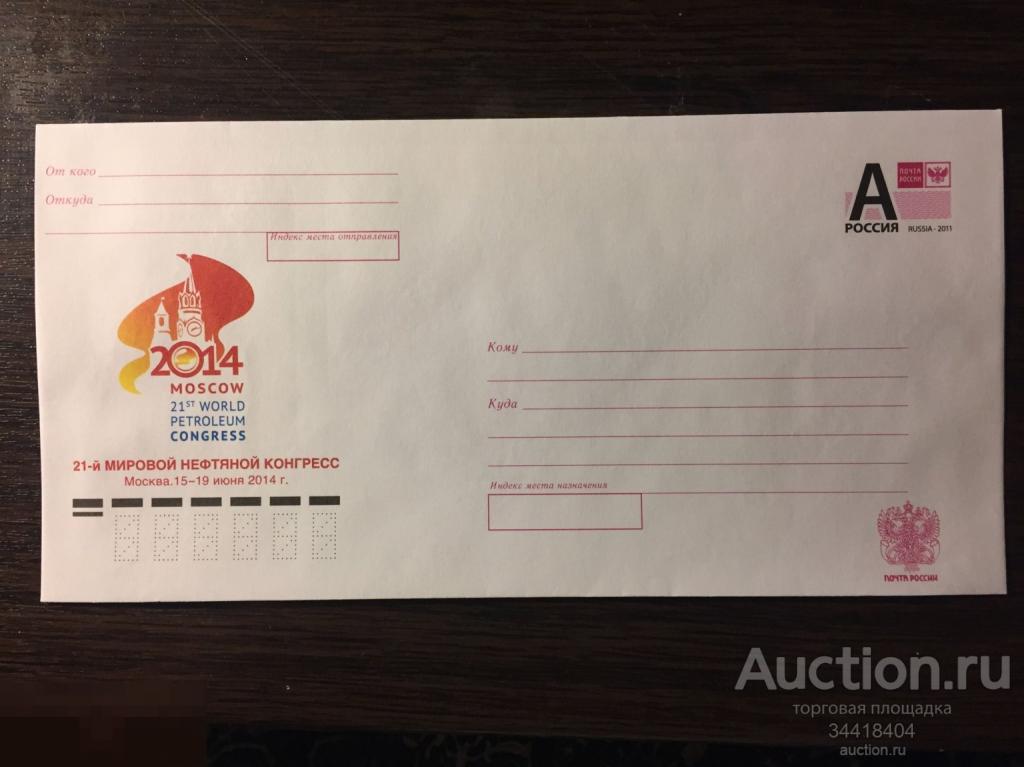 От кого
Откуда
Индекс места отправления
А
ПОЧТА
РОССИИ
РОССИЯ RUSSIA - 2011
2014
MOSCOW
21ST WORLD
PETROLEUM
CONGRESS
21-й МИРОВОЙ НЕФТЯНОЙ КОНГРЕСС
Москва.15–19 июня 2014 г.
Кому
Куда
Индекс места назначения
ПОЧТА РОССИИ
Auction.ru
торговая площадка
34418404
auction.ru